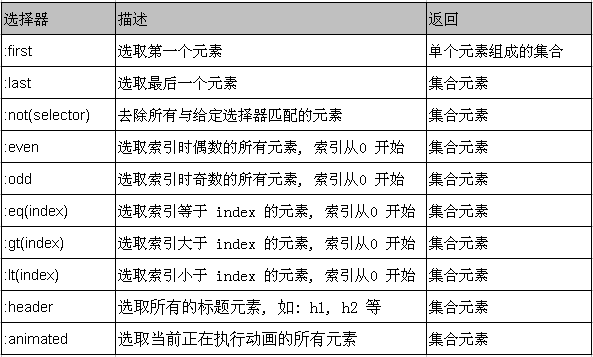 选择器 描述 返回
:first 选取第一个元素 单个元素组成的集合
:last 选取最后一个元素 集合元素
:not(selector) 去除所有与给定选择器匹配的元素 集合元素
:even 选取索引时偶数的所有元素, 索引从0 开始 集合元素
:odd 选取索引时奇数的所有元素, 索引从0 开始 集合元素
:eq(index) 选取索引等于 index 的元素, 索引从0 开始 集合元素
:gt(index) 选取索引大于 index 的元素, 索引从0 开始 集合元素
:lt(index) 选取索引小于 index 的元素, 索引从0 开始 集合元素
:header 选取所有的标题元素, 如: h1, h2 等 集合元素
:animated 选取当前正在执行动画的所有元素 集合元素